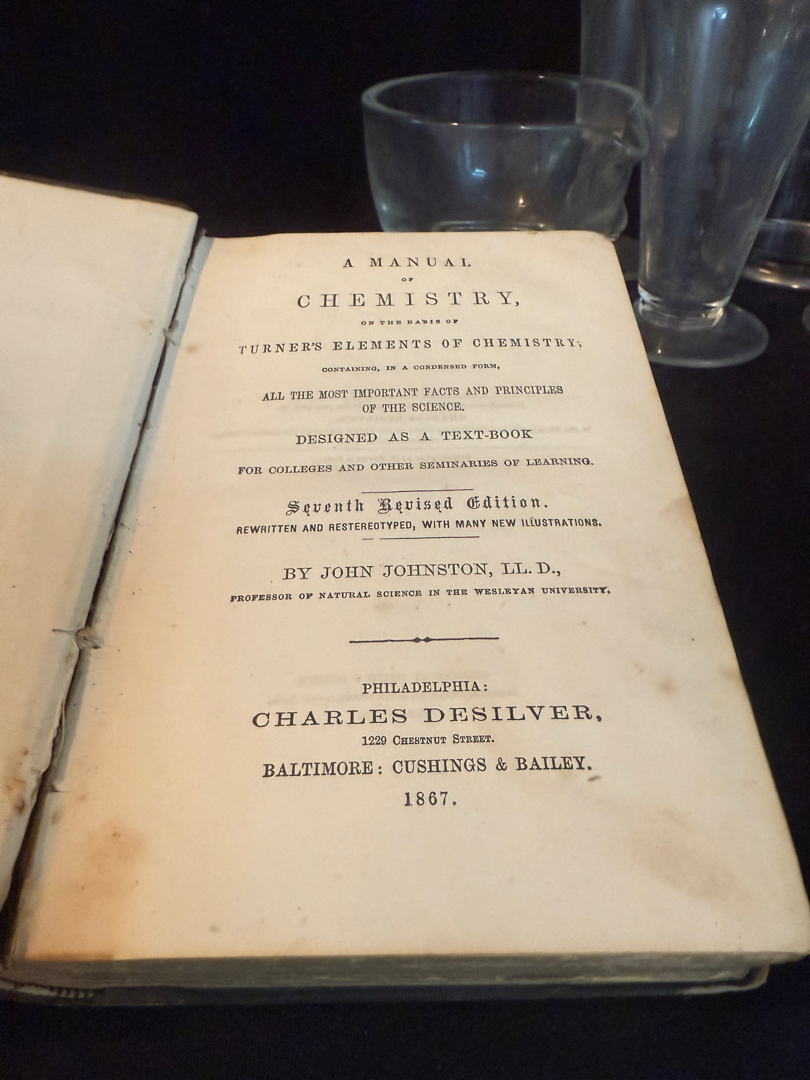 A MANUAL
OF
CHEMISTRY,
ON THE BASIS OF
TURNER'S ELEMENTS OF CHEMISTRY;
CONTAINING, IN A CONDENSED FORM,
ALL THE MOST IMPORTANT FACTS AND PRINCIPLES
OF THE SCIENCE.
DESIGNED AS A TEXT-BOOK
FOR COLLEGES AND OTHER SEMINARIES OF LEARNING.
Seventh Revised Edition.
REWRITTEN AND RESTEREOTYPED, WITH MANY NEW ILLUSTRATIONS.
BY JOHN JOHNSTON, LL. D.,
PROFESSOR OF NATURAL SCIENCE IN THE WESLEYAN UNIVERSITY.
PHILADELPHIA:
CHARLES DESILVER,
1229 CHESTNUT STREET.
BALTIMORE: CUSHINGS & BAILEY.
1867.